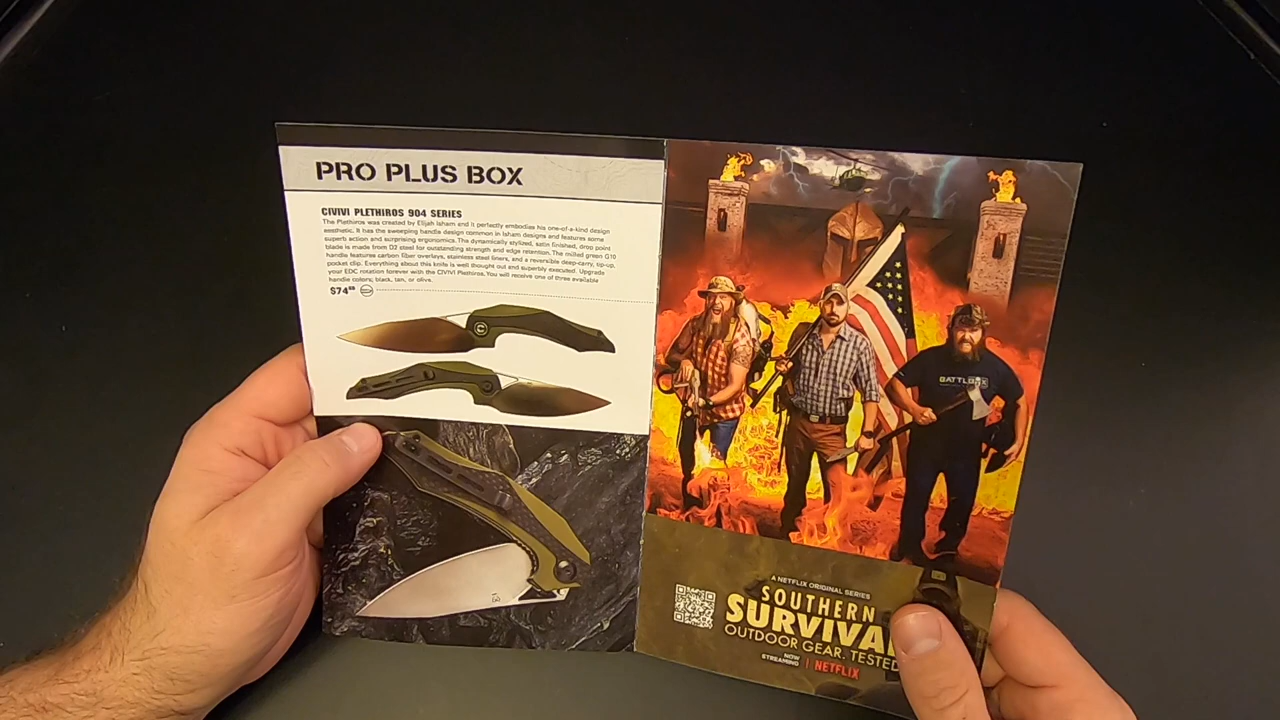 PRO PLUS BOX
CIVIVI PLETHIROS 904 SERIES
The Plethiros was created by Elijah Isham and it perfectly embodies his one-of-a-kind design
aesthetic. It has the sweeping handle design common in Isham designs and features some
superb action and surprising ergonomics. The dynamically stylized, satin finished, drop point
blade is made from D2 steel for outstanding strength and edge retention. The milled green G10
handle features carbon fiber overlays, stainless steel liners, and a reversible deep-carry, tip-up,
pocket clip. Everything about this knife is well thought out and superbly executed. Upgrade
your EDC rotation forever with the CIVIVI Plethiros. You will receive one of three available
handle colors; black, tan, or olive.
BATTLBOX
A NETFLIX ORIGINAL SERIES
SOUTHERN
SURVIVAL
OUTDOOR GEAR. TESTED
NOW
STREAMING | NETFLIX